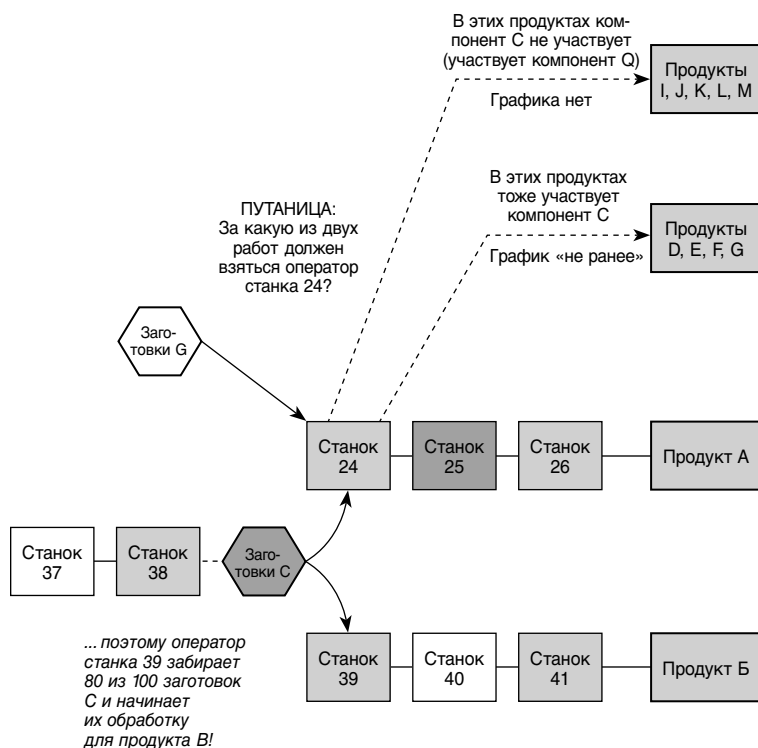 В этих продуктах ком-
понент С не участвует
(участвует компонент Q)
Продукты
I, J, K, L, M
Графика нет
В этих продуктах
тоже участвует
компонент С
Продукты
D, E, F, G
График «не ранее»
ПУТАНИЦА:
За какую из двух
работ должен
взяться оператор
станка 24?
Заго-
товки G
Станок
24
Станок
25
Станок
26
Продукт А
Станок
37
Станок
38
Заго-
товки С
Станок
39
Станок
40
Станок
41
Продукт Б
... поэтому оператор
станка 39 забирает
80 из 100 заготовок
С и начинает
их обработку
для продукта В!